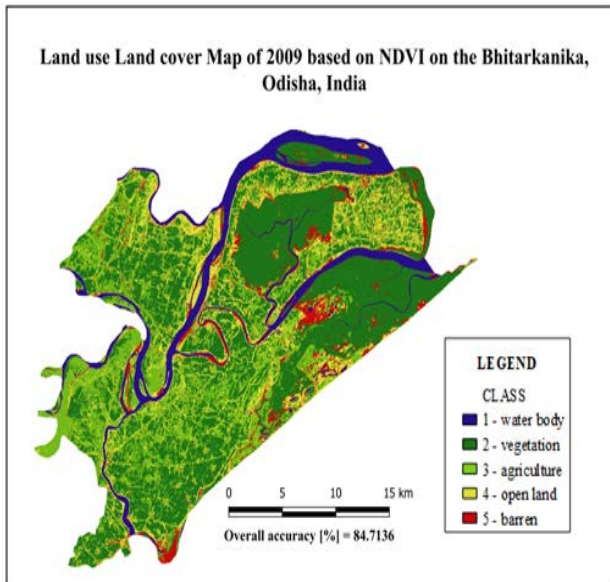 Land use Land cover Map of 2009 based on NDVI on the Bhitarkanika,
Odisha, India
LEGEND
CLASS
1 - water body
2 - vegetation
3 - agriculture
4 - open land
5 - barren
0 5 10 15 km
Overall accuracy [%] = 84.7136